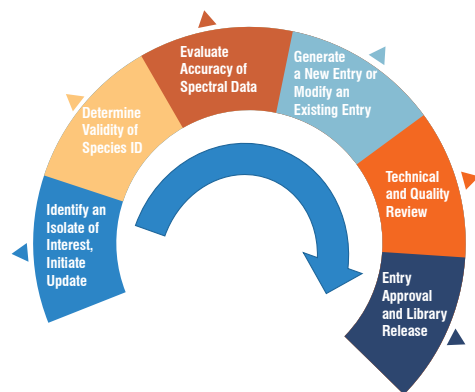 Identify an
Isolate of
Interest,
Initiate
Update
Determine
Validity of
Species ID
Evaluate
Accuracy of
Spectral Data
Generate
a New Entry or
Modify an
Existing Entry
Technical
and Quality
Review
Entry
Approval
and Library
Release